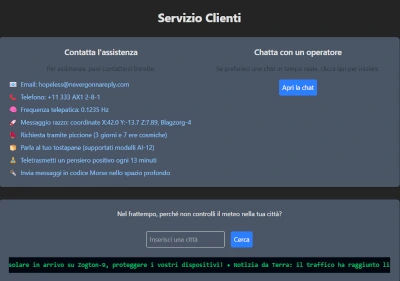 Servizio Clienti
Contatta l'assistenza
Per assistenza, puoi contattarci tramite:
Email: hopeless@nevergonnareply.com
Telefono: +11 333 AX1 2-8-1
Frequenza telepatica: 0.1235 Hz
Messaggio razzo: coordinate X:42.0 Y:-13.7 Z:7.89, Blagzorg-4
Richiesta tramite piccione (3 giorni e 7 ere cosmiche)
Parla al tuo tostapane (supportati modelli AI-12)
Teletrasmetti un pensiero positivo ogni 13 minuti
Invia messaggi in codice Morse nello spazio profondo
Chatta con un operatore
Se preferisci una chat in tempo reale, clicca qui per iniziare.
Apri la chat
Nel frattempo, perché non controlli il meteo nella tua città?
Inserisci una città
Cerca
solare in arrivo su Zogton-9, proteggere i vostri dispositivi! • Notizia da Terra: il traffico ha raggiunto li